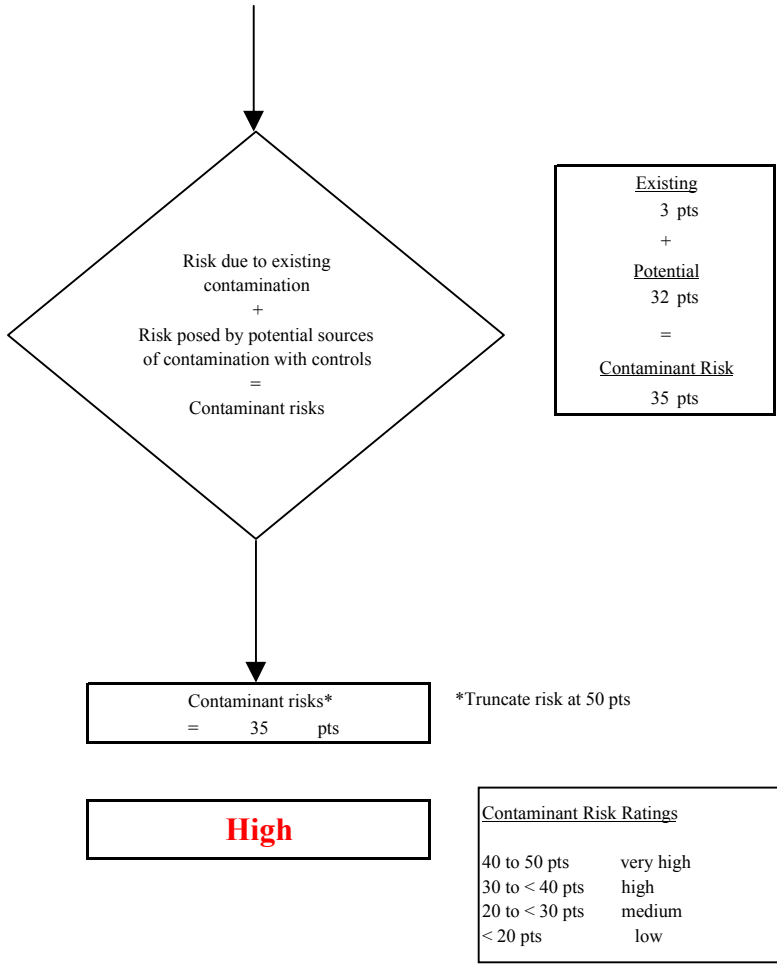 Risk due to existing
contamination
+
Risk posed by potential sources
of contamination with controls
=
Contaminant risks
Existing
3 pts
+
Potential
32 pts
=
Contaminant Risk
35 pts
Contaminant risks*
= 35 pts
*Truncate risk at 50 pts
High
Contaminant Risk Ratings
40 to 50 pts very high
30 to < 40 pts high
20 to < 30 pts medium
< 20 pts low